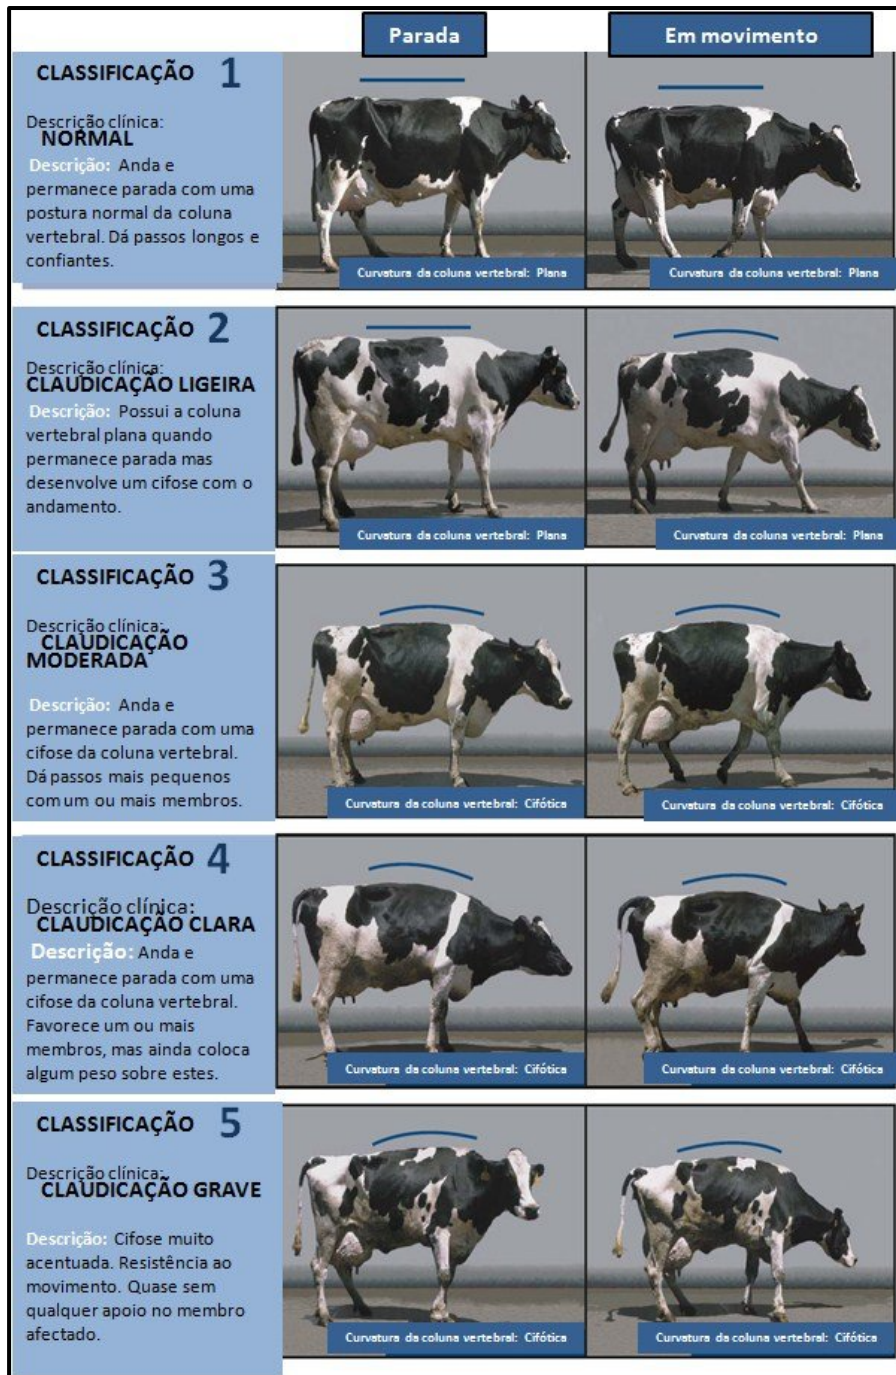 Parada
Em movimento
CLASSIFICAÇÃO 1
Descrição clínica:
NORMAL
Descrição: Anda e
permanece parada com uma
postura normal da coluna
vertebral. Dá passos longos e
confiantes.
Curvatura da coluna vertebral: Plana
Curvatura da coluna vertebral: Plana
CLASSIFICAÇÃO 2
Descrição clínica:
CLAUDICAÇÃO LIGEIRA
Descrição: Possui a coluna
vertebral plana quando
permanece parada mas
desenvolve um cifose com o
andamento.
Curvatura da coluna vertebral: Plana
Curvatura da coluna vertebral: Plana
CLASSIFICAÇÃO 3
Descrição clínica:
CLAUDICAÇÃO
MODERADA
Descrição: Anda e
permanece parada com uma
cifose da coluna vertebral.
Dá passos mais pequenos
com um ou mais membros.
Curvatura da coluna vertebral: Cifótica
Curvatura da coluna vertebral: Cifótica
CLASSIFICAÇÃO 4
Descrição clínica:
CLAUDICAÇÃO CLARA
Descrição: Anda e
permanece parada com uma
cifose da coluna vertebral.
Favorece um ou mais
membros, mas ainda coloca
algum peso sobre estes.
Curvatura da coluna vertebral: Cifótica
Curvatura da coluna vertebral: Cifótica
CLASSIFICAÇÃO 5
Descrição clínica:
CLAUDICAÇÃO GRAVE
Descrição: Cifose muito
acentuada. Resistência ao
movimento. Quase sem
qualquer apoio no membro
afectado.
Curvatura da coluna vertebral: Cifótica
Curvatura da coluna vertebral: Cifótica